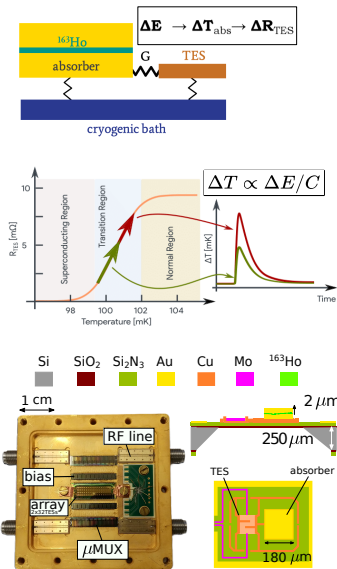 ΔE → ΔT_abs → ΔR_TES
¹⁶³Ho
absorber
G
TES
cryogenic bath
ΔT ∝ ΔE/C
R_TES [mΩ]
10
5
Superconducting Region
Transition Region
Normal Region
98
100
102
104
Temperature [mK]
ΔT [mK]
Time
Si
SiO₂
Si₂N₃
Au
Cu
Mo
¹⁶³Ho
1 cm
RF line
bias
array
2x32TESs
μMUX
2 μm
250 μm
TES
absorber
180 μm